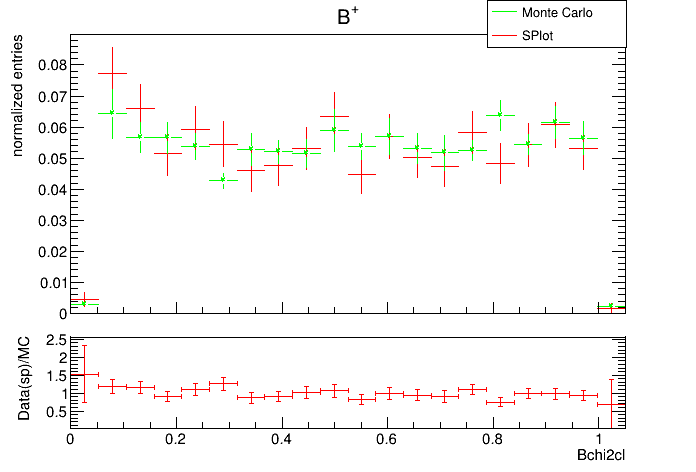 B+
Monte Carlo
SPlot
normalized entries
0.08
0.07
0.06
0.05
0.04
0.03
0.02
0.01
0
Data(sp)/MC
2.5
2
1.5
1
0.5
0 0.2 0.4 0.6 0.8 1
Bchi2cl